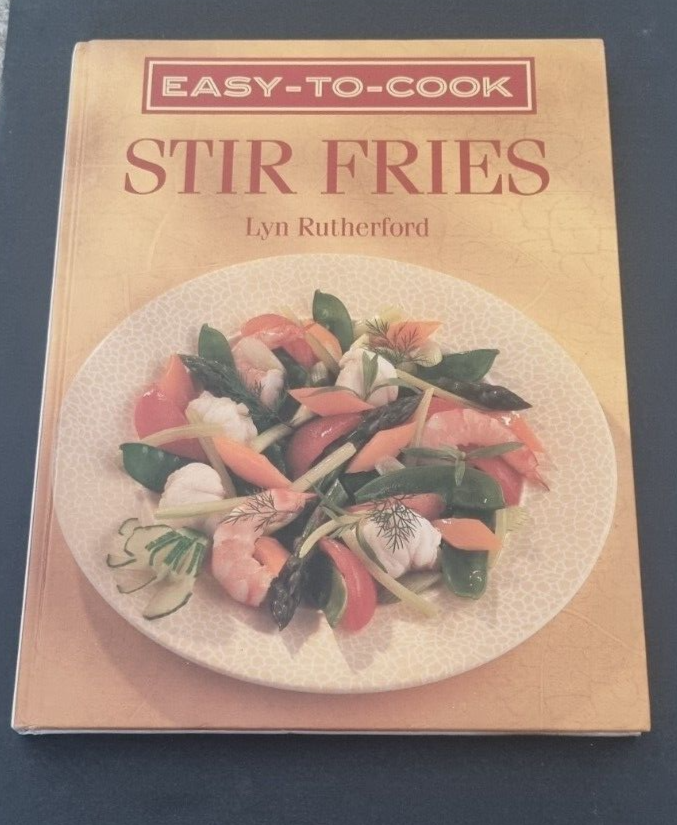 EASY-TO-COOK
STIR FRIES
Lyn Rutherford